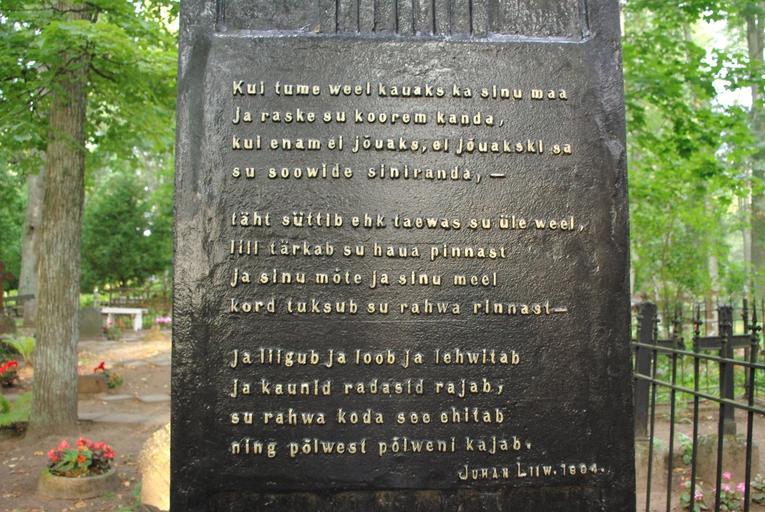 Kui tume weel kauaks ka sinu maa
ja raske su koorem kanda,
kui enam ei jõuaks, ei jõuakski sa
su soowide siniranda, —
täht süttib ehk taewas su üle weel,
lill tärkab su haua pinnast
ja sinu mõte ja sinu meel
kord tuksub su rahwa rinnast —
ja liigub ja loob ja lehwitab
ja kaunid radasid rajab,
su rahwa koda see ehitab
ning põlwest põlweni kajab.
JUHAN LIIW. 1904.